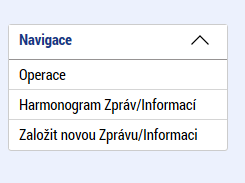 Navigace
Operace
Harmonogram Zpráv/Informací
Založit novou Zprávu/Informaci